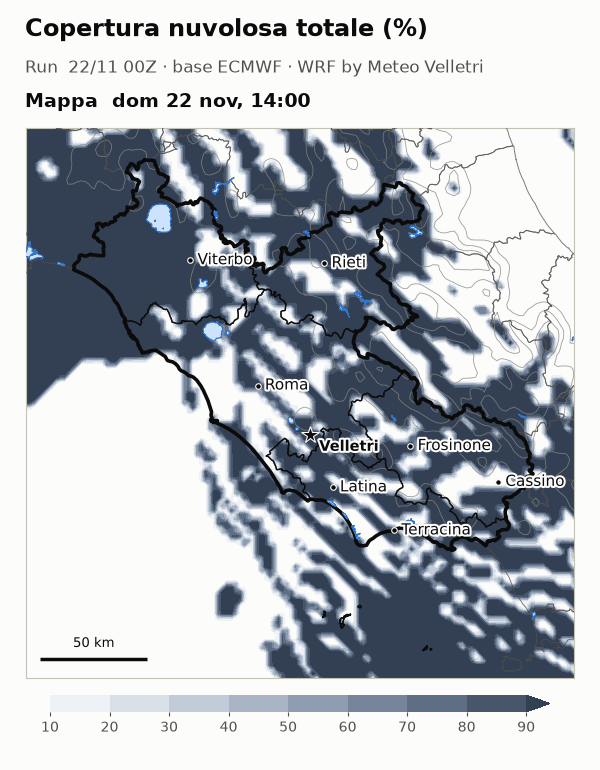 Copertura nuvolosa totale (%)
Run  22/11 00Z · base ECMWF · WRF by Meteo Velletri
Mappa  dom 22 nov, 14:00
Viterbo
Rieti
Roma
Velletri
Frosinone
Latina
Cassino
Terracina
50 km
10 20 30 40 50 60 70 80 90